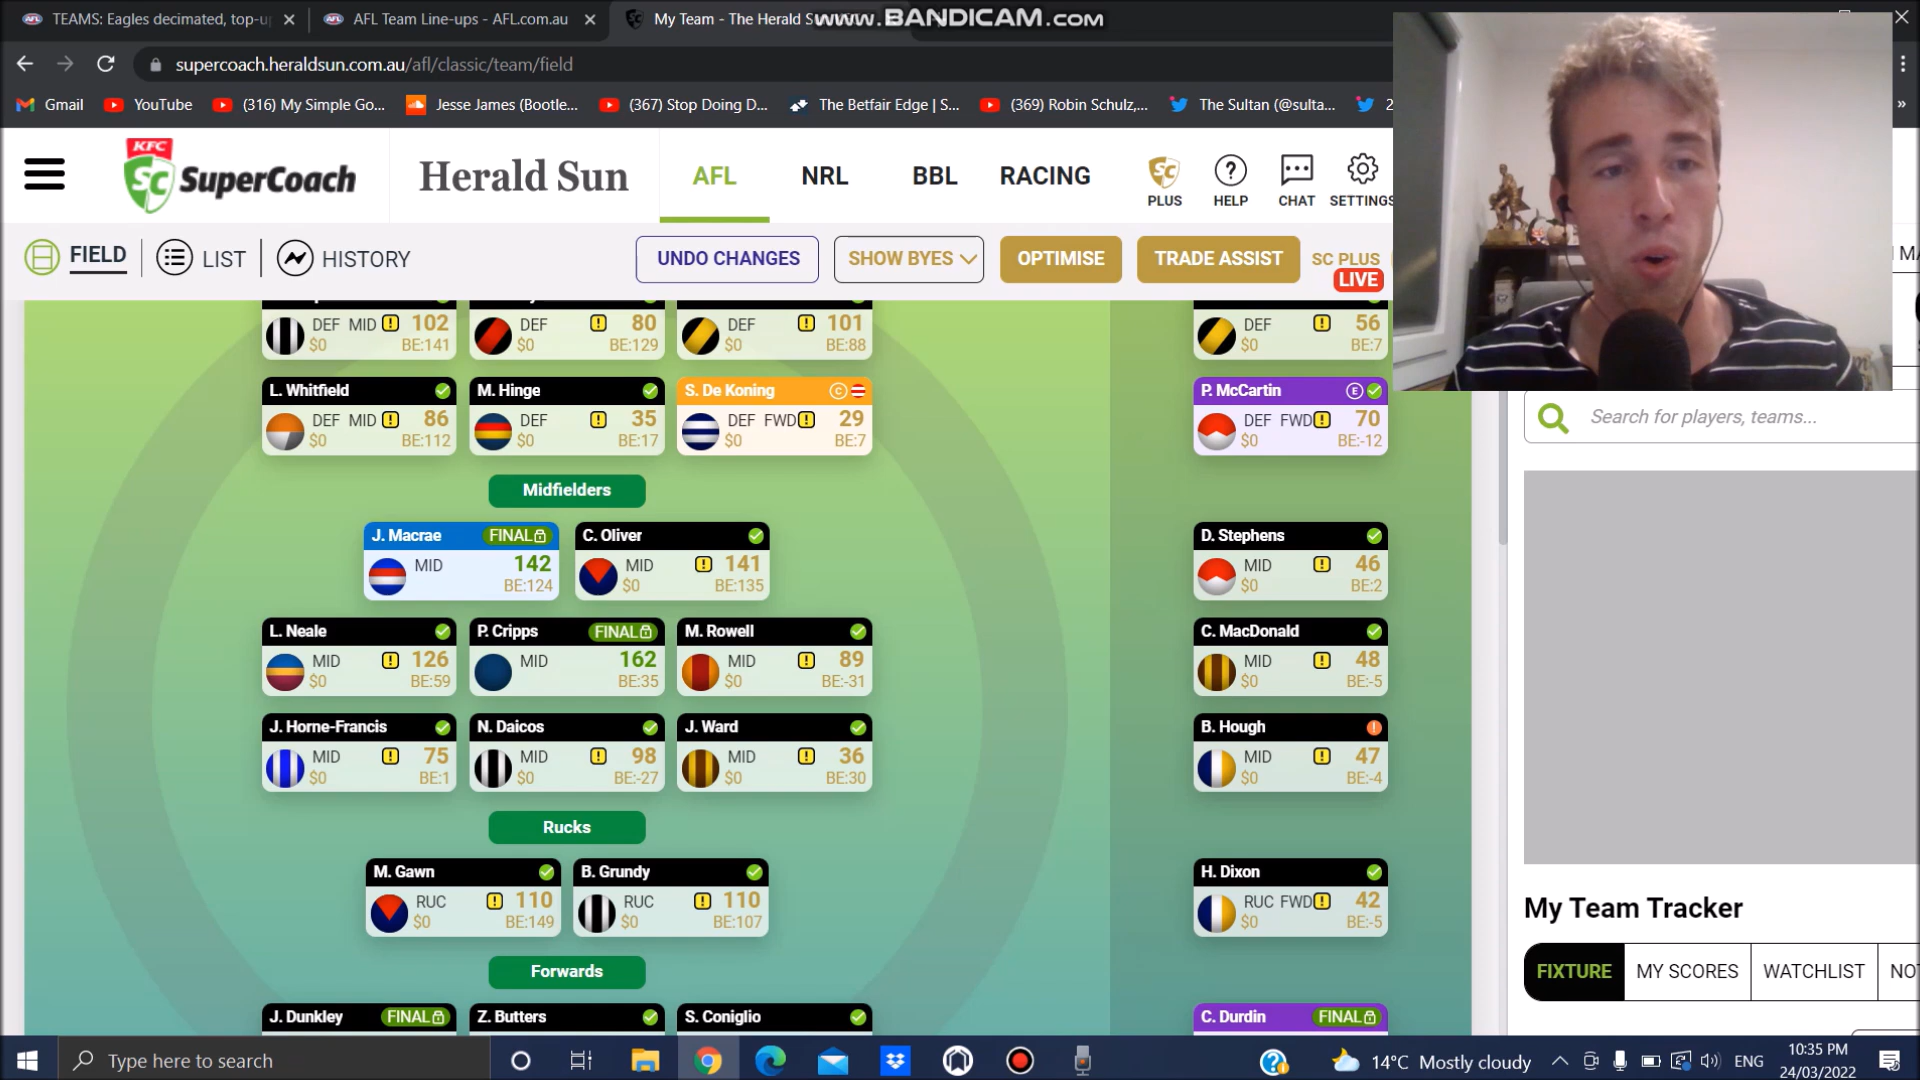 TEAMS: Eagles decimated, top-u
AFL Team Line-ups - AFL.com.au
My Team - The Herald S
WWW.BANDICAM.COM
supercoach.heraldsun.com.au/afl/classic/team/field
Gmail YouTube (316) My Simple Go... Jesse James (Bootle... (367) Stop Doing D... The Betfair Edge | S... (369) Robin Schulz,... The Sultan (@sulta... 2 »
KFC SC SUPERCOACH
Herald Sun
AFL NRL BBL RACING
SC PLUS HELP CHAT SETTINGS
FIELD LIST HISTORY
UNDO CHANGES SHOW BYES OPTIMISE TRADE ASSIST SC PLUS LIVE
DEF MID 102 DEF 80 DEF 101 DEF 56
$0 BE:141 $0 BE:129 $0 BE:88 $0 BE:7
L. Whitfield M. Hinge S. De Koning C P. McCartin E
DEF MID 86 DEF 35 DEF FWD 29 DEF FWD 70
$0 BE:112 $0 BE:17 $0 BE:7 $0 BE:-12
Search for players, teams...
Midfielders
J. Macrae FINAL C. Oliver D. Stephens
MID 142 MID 141 MID 46
BE:124 $0 BE:135 $0 BE:2
L. Neale P. Cripps FINAL M. Rowell C. MacDonald
MID 126 MID 162 MID 89 MID 48
$0 BE:59 BE:35 $0 BE:-31 $0 BE:-5
J. Horne-Francis N. Daicos J. Ward B. Hough
MID 75 MID 98 MID 36 MID 47
$0 BE:1 $0 BE:-27 $0 BE:30 $0 BE:-4
Rucks
M. Gawn B. Grundy H. Dixon
RUC 110 RUC 110 RUC FWD 42
$0 BE:149 $0 BE:107 $0 BE:-5
My Team Tracker
FIXTURE MY SCORES WATCHLIST NO
Forwards
J. Dunkley FINAL Z. Butters S. Coniglio C. Durdin FINAL
Type here to search
14°C Mostly cloudy
ENG
10:35 PM
24/03/2022